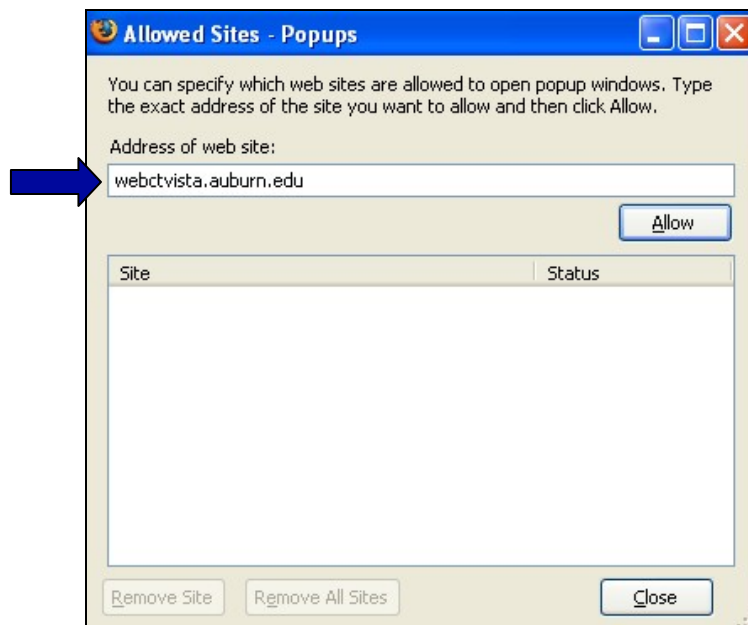 Allowed Sites - Popups
You can specify which web sites are allowed to open popup windows. Type
the exact address of the site you want to allow and then click Allow.
Address of web site:
webctvista.auburn.edu
Allow
Site Status
Remove Site Remove All Sites Close